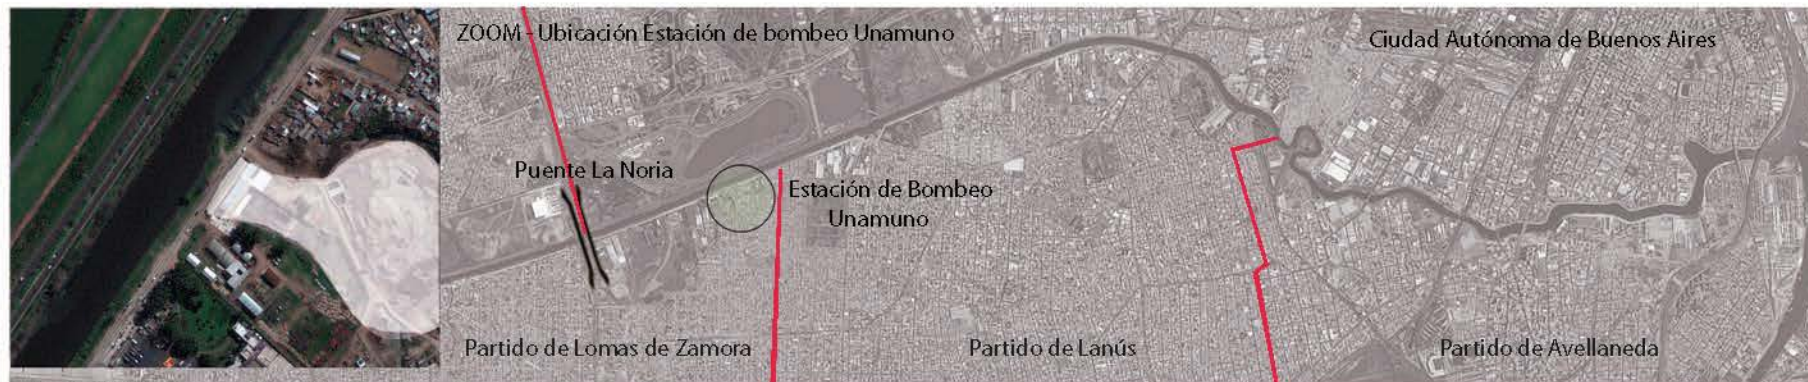 ZOOM - Ubicación Estación de bombeo Unamuno
Ciudad Autónoma de Buenos Aires
Puente La Noria
Estación de Bombeo
Unamuno
Partido de Lomas de Zamora
Partido de Lanús
Partido de Avellaneda